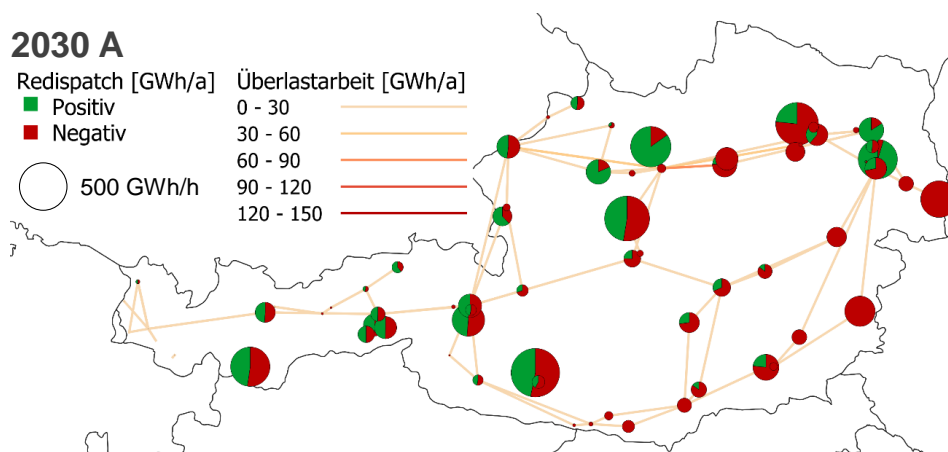 2030 A
Redispatch [GWh/a]
Positiv
Negativ
500 GWh/h
Überlastarbeit [GWh/a]
0 - 30
30 - 60
60 - 90
90 - 120
120 - 150